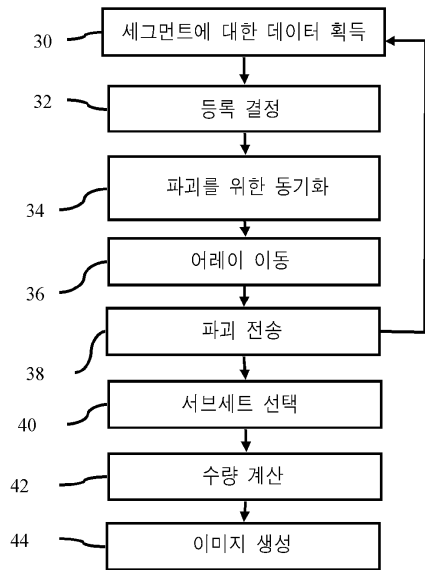 30 세그먼트에 대한 데이터 획득
32 등록 결정
34 파괴를 위한 동기화
36 어레이 이동
38 파괴 전송
40 서브세트 선택
42 수량 계산
44 이미지 생성